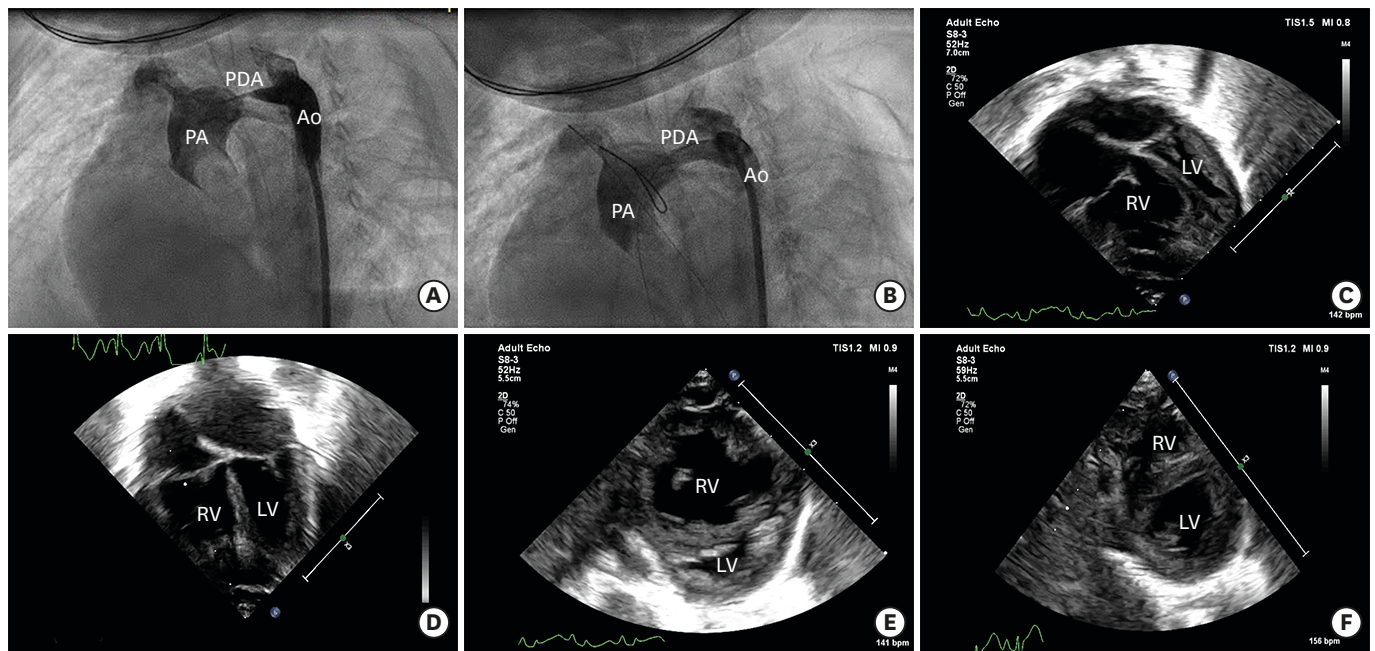 PDA
PA
Ao
A
PDA
Ao
PA
B
Adult Echo
TIS1.5 MI 0.8
S8-3
52Hz
7.0cm
M4
2D
72%
C 50
P Off
Gen
LV
RV
C
142 bpm
RV
LV
D
Adult Echo
TIS1.2 MI 0.9
S8-3
52Hz
5.5cm
M4
2D
74%
C 50
P Off
Gen
X3
RV
LV
E
141 bpm
Adult Echo
TIS1.2 MI 0.9
S8-3
59Hz
5.5cm
M4
2D
72%
C 50
P Off
Gen
RV
X3
LV
F
156 bpm